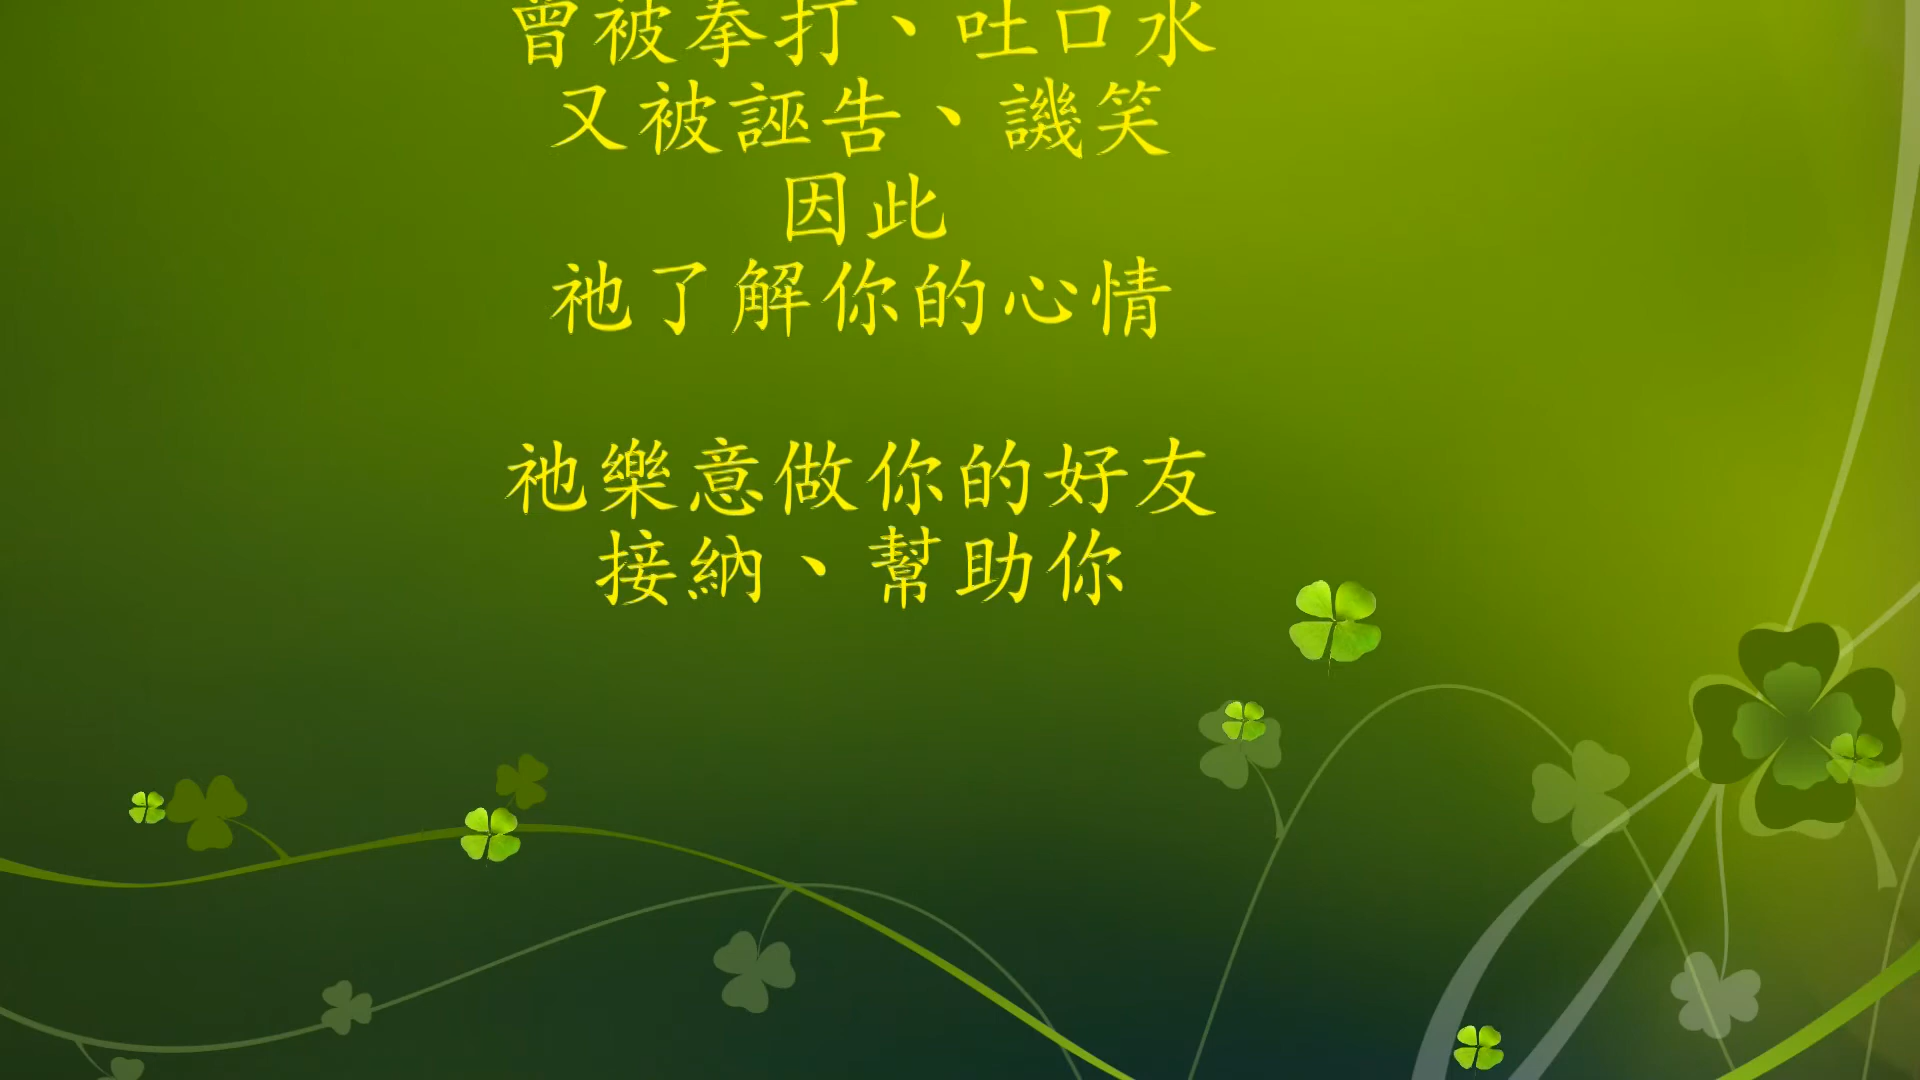 曾被拳打、吐口水
又被誣告、譏笑
因此
祂了解你的心情
祂樂意做你的好友
接納、幫助你